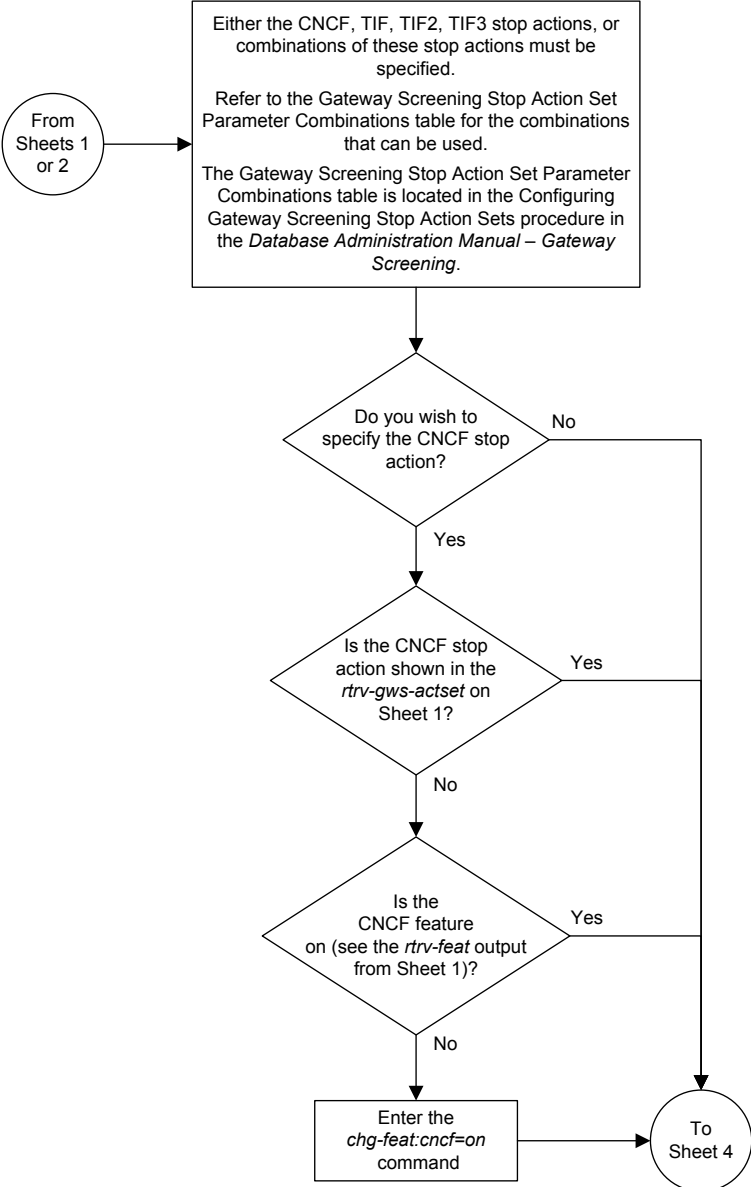 Either the CNCF, TIF, TIF2, TIF3 stop actions, or
combinations of these stop actions must be
specified.
Refer to the Gateway Screening Stop Action Set
Parameter Combinations table for the combinations
that can be used.
The Gateway Screening Stop Action Set Parameter
Combinations table is located in the Configuring
Gateway Screening Stop Action Sets procedure in
the Database Administration Manual – Gateway
Screening.
From
Sheets 1
or 2
Do you wish to
specify the CNCF stop
action?
No
Yes
Is the CNCF stop
action shown in the
rtrv-gws-actset on
Sheet 1?
Yes
No
Is the
CNCF feature
on (see the rtrv-feat output
from Sheet 1)?
Yes
No
Enter the
chg-feat:cncf=on
command
To
Sheet 4